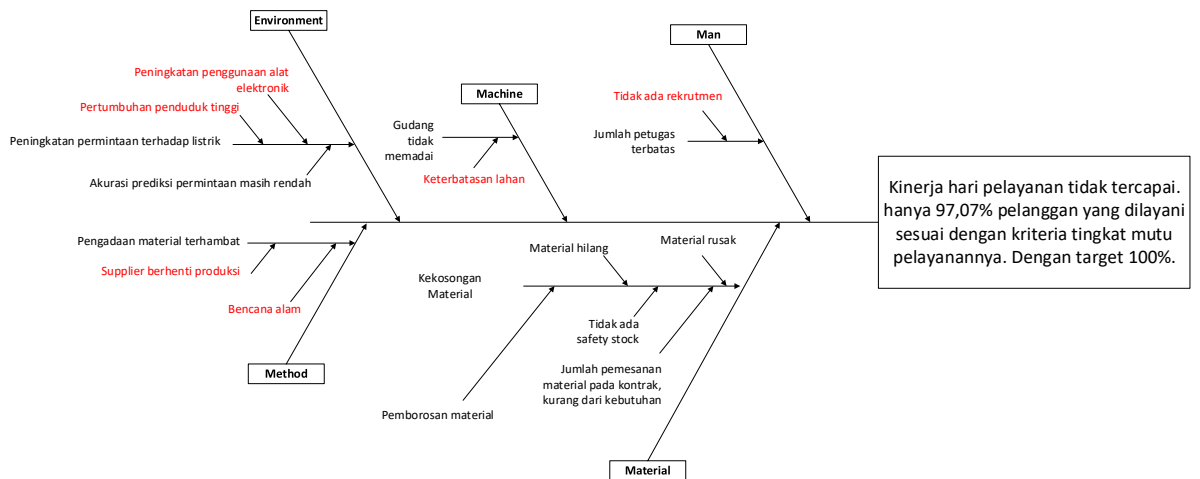 Environment
Man
Peningkatan penggunaan alat
elektronik
Machine
Tidak ada rekrutmen
Pertumbuhan penduduk tinggi
Gudang
tidak
memadai
Jumlah petugas
terbatas
Peningkatan permintaan terhadap listrik
Akurasi prediksi permintaan masih rendah
Keterbatasan lahan
Kinerja hari pelayanan tidak tercapai.
hanya 97,07% pelanggan yang dilayani
sesuai dengan kriteria tingkat mutu
pelayanannya. Dengan target 100%.
Pengadaan material terhambat
Material hilang
Material rusak
Supplier berhenti produksi
Kekosongan
Material
Bencana alam
Tidak ada
safety stock
Method
Jumlah pemesanan
material pada kontrak,
kurang dari kebutuhan
Pemborosan material
Material